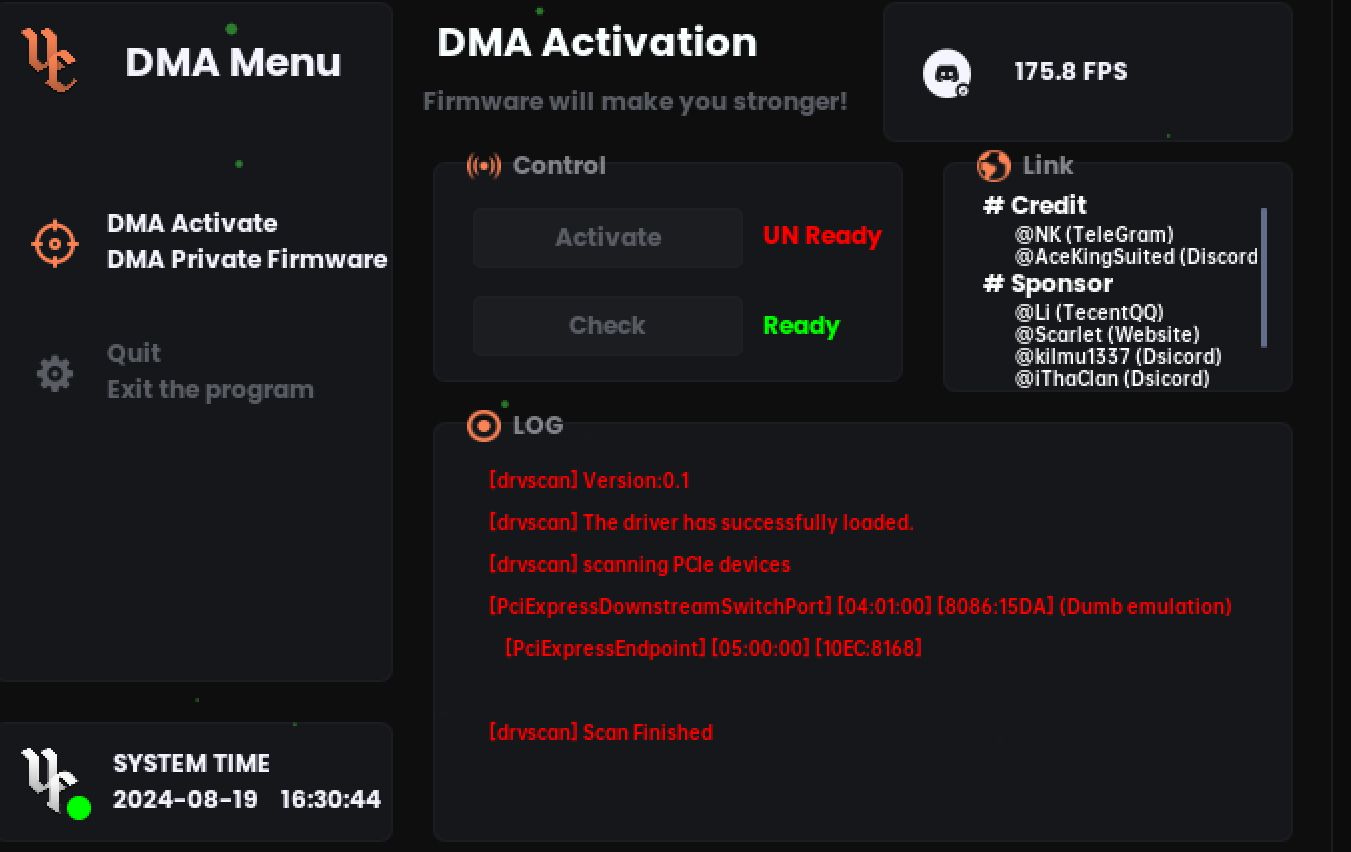 DMA Menu
DMA Activate
DMA Private Firmware
Quit
Exit the program
SYSTEM TIME
2024-08-19 16:30:44
DMA Activation
Firmware will make you stronger!
175.8 FPS
Control
Activate
UN Ready
Check
Ready
Link
# Credit
@NK (TeleGram)
@AceKingSuited (Discord
# Sponsor
@Li (TecentQQ)
@Scarlet (Website)
@kilmu1337 (Dsicord)
@iThaClan (Dsicord)
LOG
[drvscan] Version:0.1
[drvscan] The driver has successfully loaded.
[drvscan] scanning PCIe devices
[PciExpressDownstreamSwitchPort] [04:01:00] [8086:15DA] (Dumb emulation)
[PciExpressEndpoint] [05:00:00] [10EC:8168]
[drvscan] Scan Finished